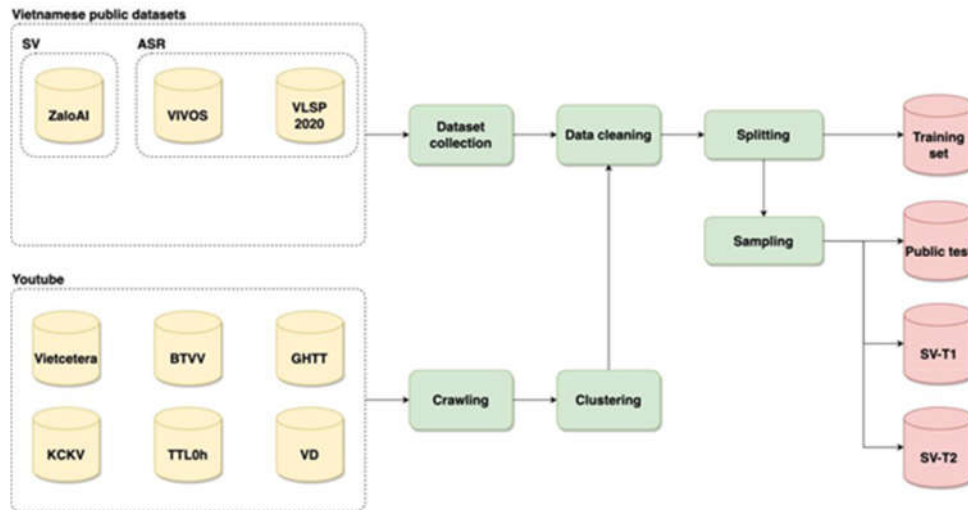 Vietnamese public datasets
SV
ASR
ZaloAI
VIVOS
VLSP
2020
Dataset
collection
Data cleaning
Splitting
Training
set
Sampling
Public test
Youtube
Vietcetera
BTVV
GHTT
SV-T1
Crawling
Clustering
KCKV
TTL0h
VD
SV-T2